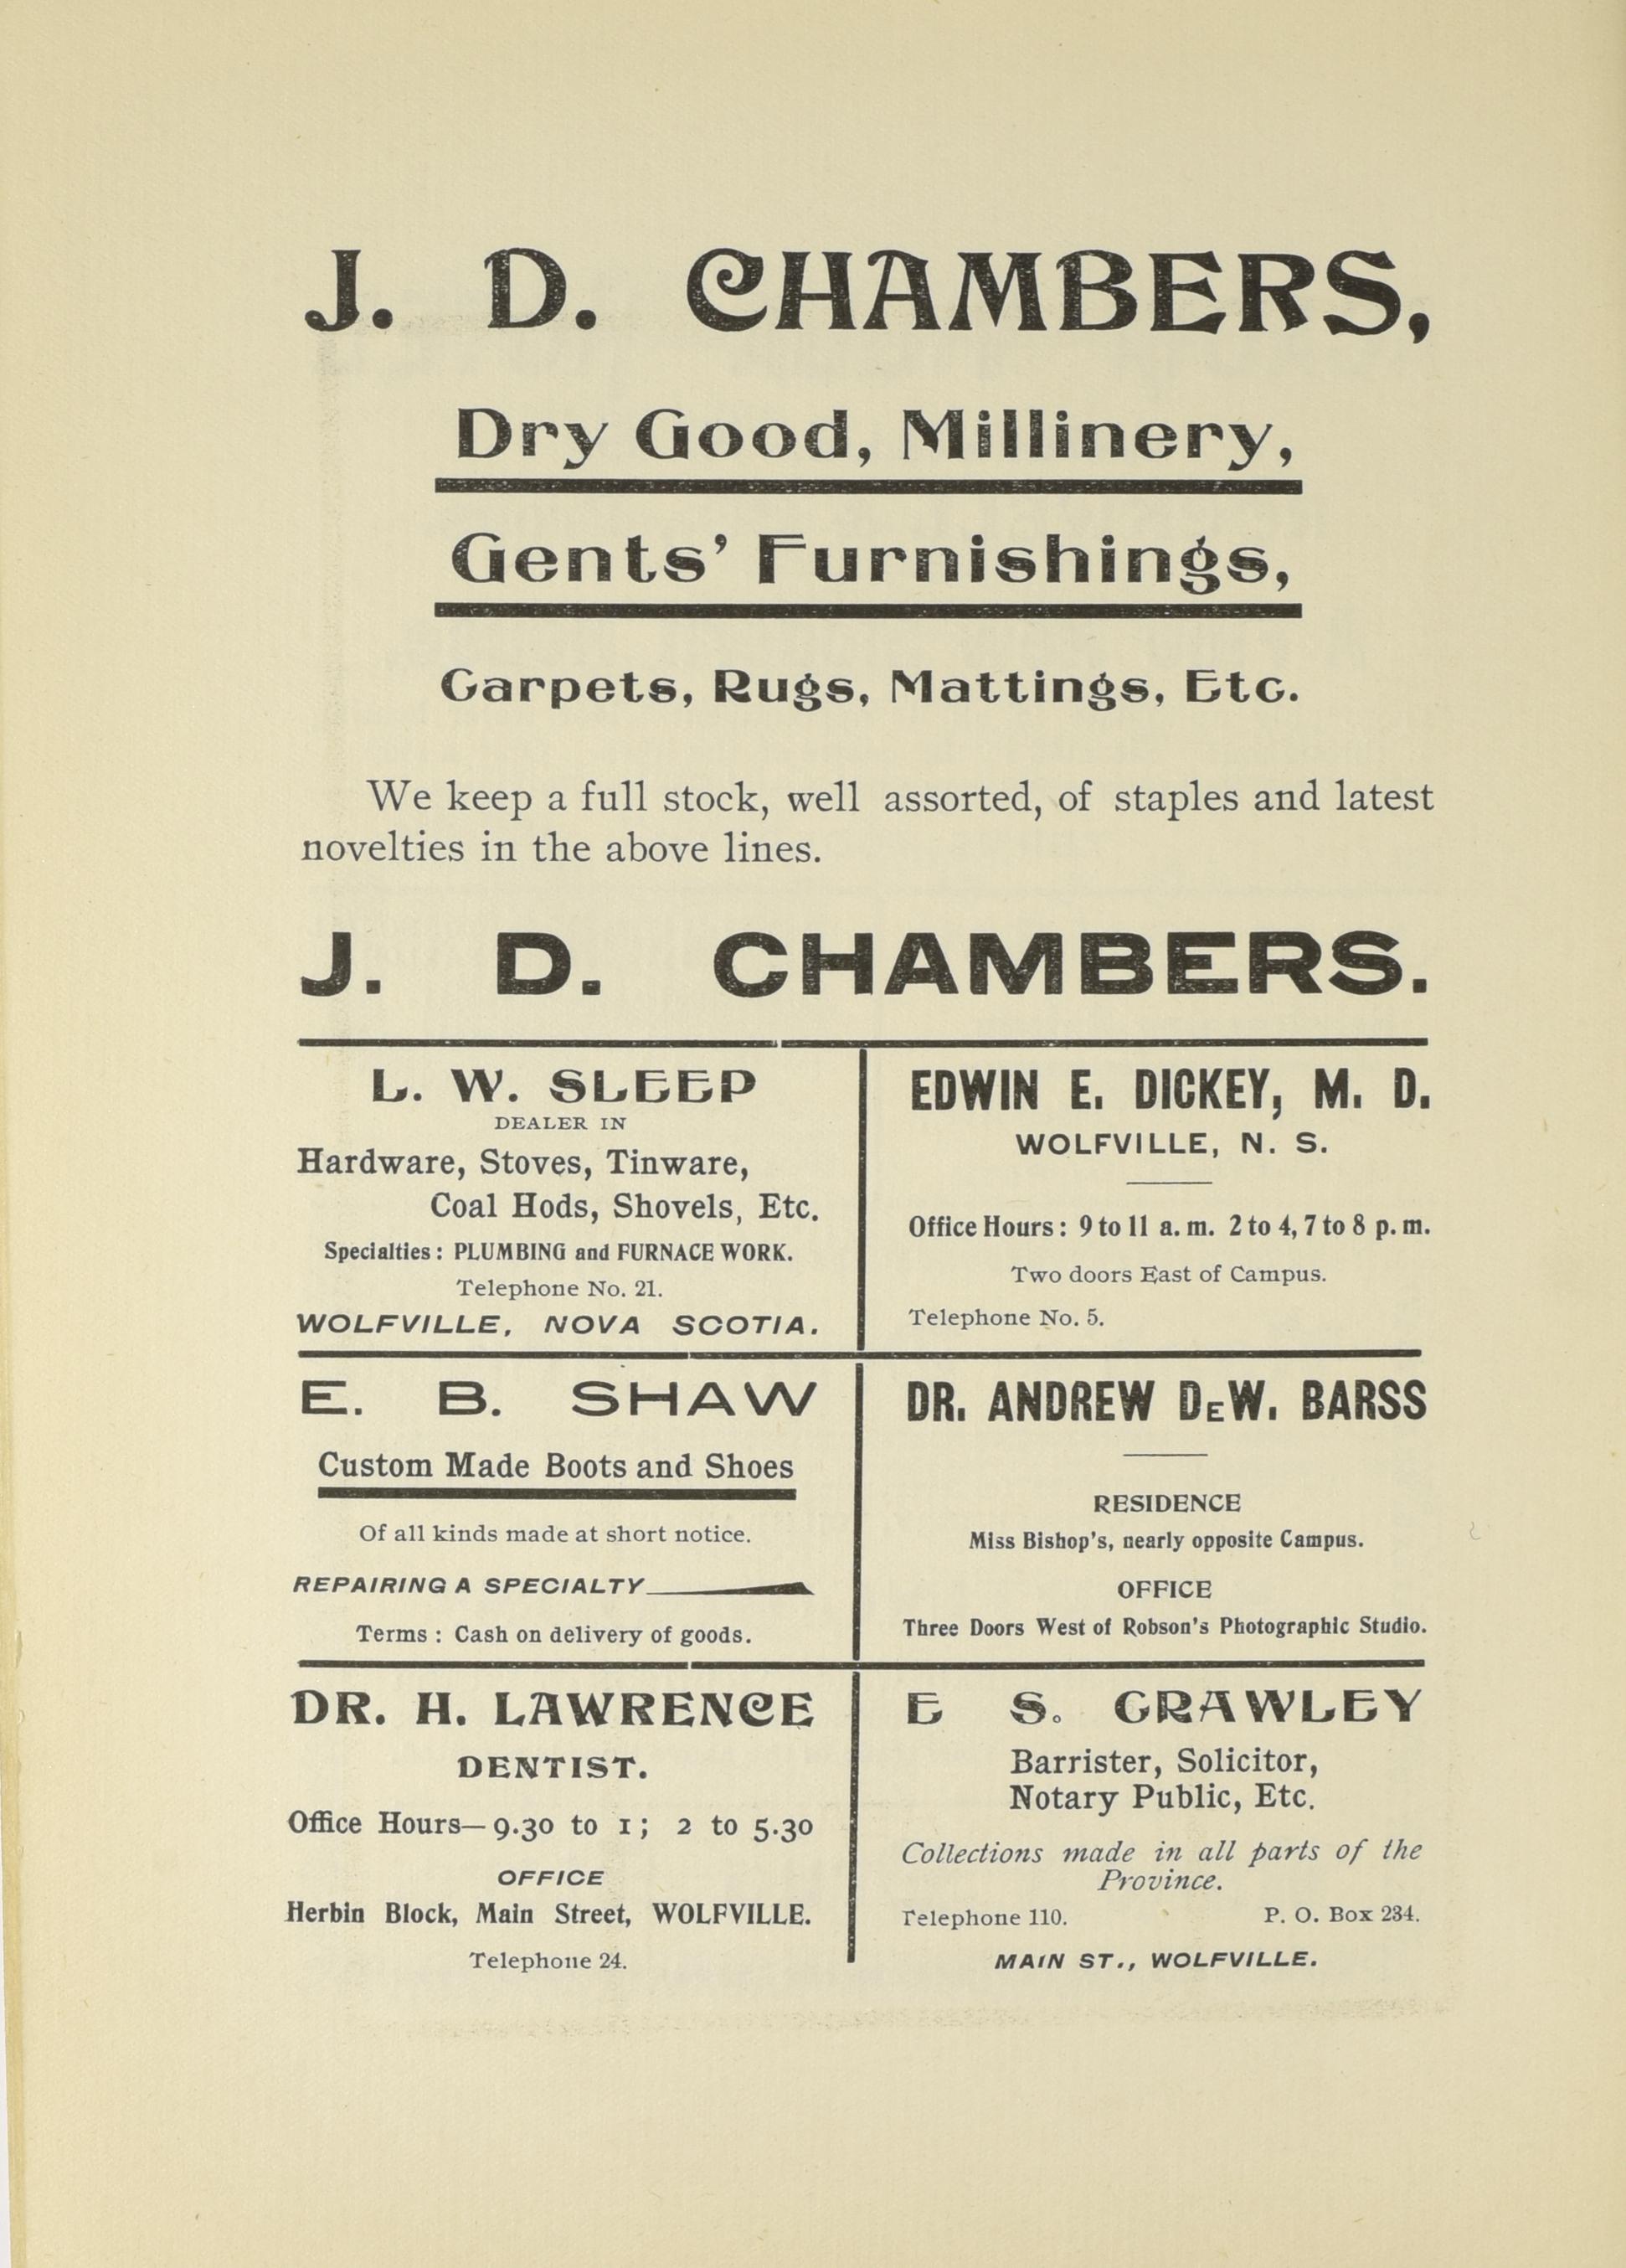 J. D. CHAMBERS,
Dry Good, Millinery,
Gents' Furnishings,
Carpets, Rugs, Mattings, Etc.
We keep a full stock, well assorted, of staples and latest
novelties in the above lines.
J. D. CHAMBERS.
L. W. SLEEP
DEALER IN
Hardware, Stoves, Tinware,
Coal Hods, Shovels, Etc.
Specialties: PLUMBING and FURNACE WORK.
Telephone No. 21.
WOLFVILLE, NOVA SCOTIA.
EDWIN E. DICKEY, M. D.
WOLFVILLE, N. S.
Office Hours: 9 to 11 a. m. 2 to 4, 7 to 8 p. m.
Two doors East of Campus.
Telephone No. 5.
E. B. SHAW
Custom Made Boots and Shoes
Of all kinds made at short notice.
REPAIRING A SPECIALTY
Terms: Cash on delivery of goods.
DR. ANDREW DEW. BARSS
RESIDENCE
Miss Bishop's, nearly opposite Campus.
OFFICE
Three Doors West of Robson's Photographic Studio.
DR. H. LAWRENCE
DENTIST.
Office Hours—9.30 to 1; 2 to 5.30
OFFICE
Herbin Block, Main Street, WOLFVILLE.
Telephone 24.
E S. CRAWLEY
Barrister, Solicitor,
Notary Public, Etc.
Collections made in all parts of the
Province.
Telephone 110. P. O. Box 234.
MAIN ST., WOLFVILLE.